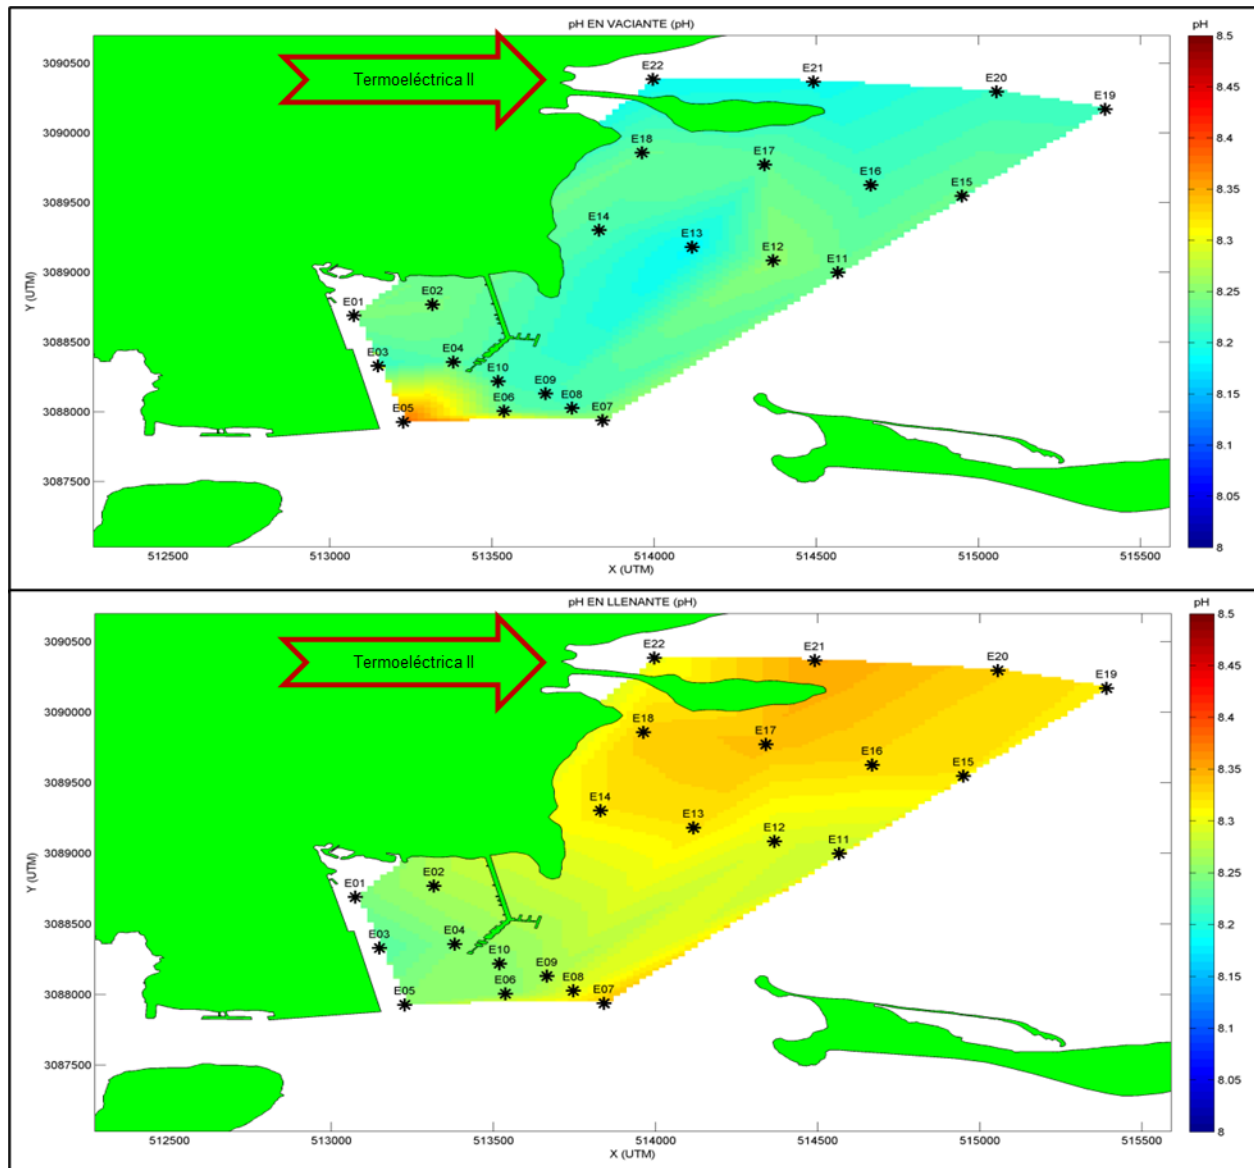 pH EN VACIANTE (pH)
pH
Termoeléctrica II
E22
E21
E20
E19
E18
E17
E16
E15
E14
E13
E12
E11
E01
E02
E03
E04
E10
E09
E08
E07
E06
E05
3090500
3090000
3089500
3089000
3088500
3088000
3087500
Y (UTM)
512500
513000
513500
514000
514500
515000
515500
X (UTM)
8.5
8.45
8.4
8.35
8.3
8.25
8.2
8.15
8.1
8.05
8
pH EN LLENANTE (pH)
pH
Termoeléctrica II
E22
E21
E20
E19
E18
E17
E16
E15
E14
E13
E12
E11
E01
E02
E03
E04
E10
E09
E08
E07
E06
E05
3090500
3090000
3089500
3089000
3088500
3088000
3087500
Y (UTM)
512500
513000
513500
514000
514500
515000
515500
X (UTM)
8.5
8.45
8.4
8.35
8.3
8.25
8.2
8.15
8.1
8.05
8